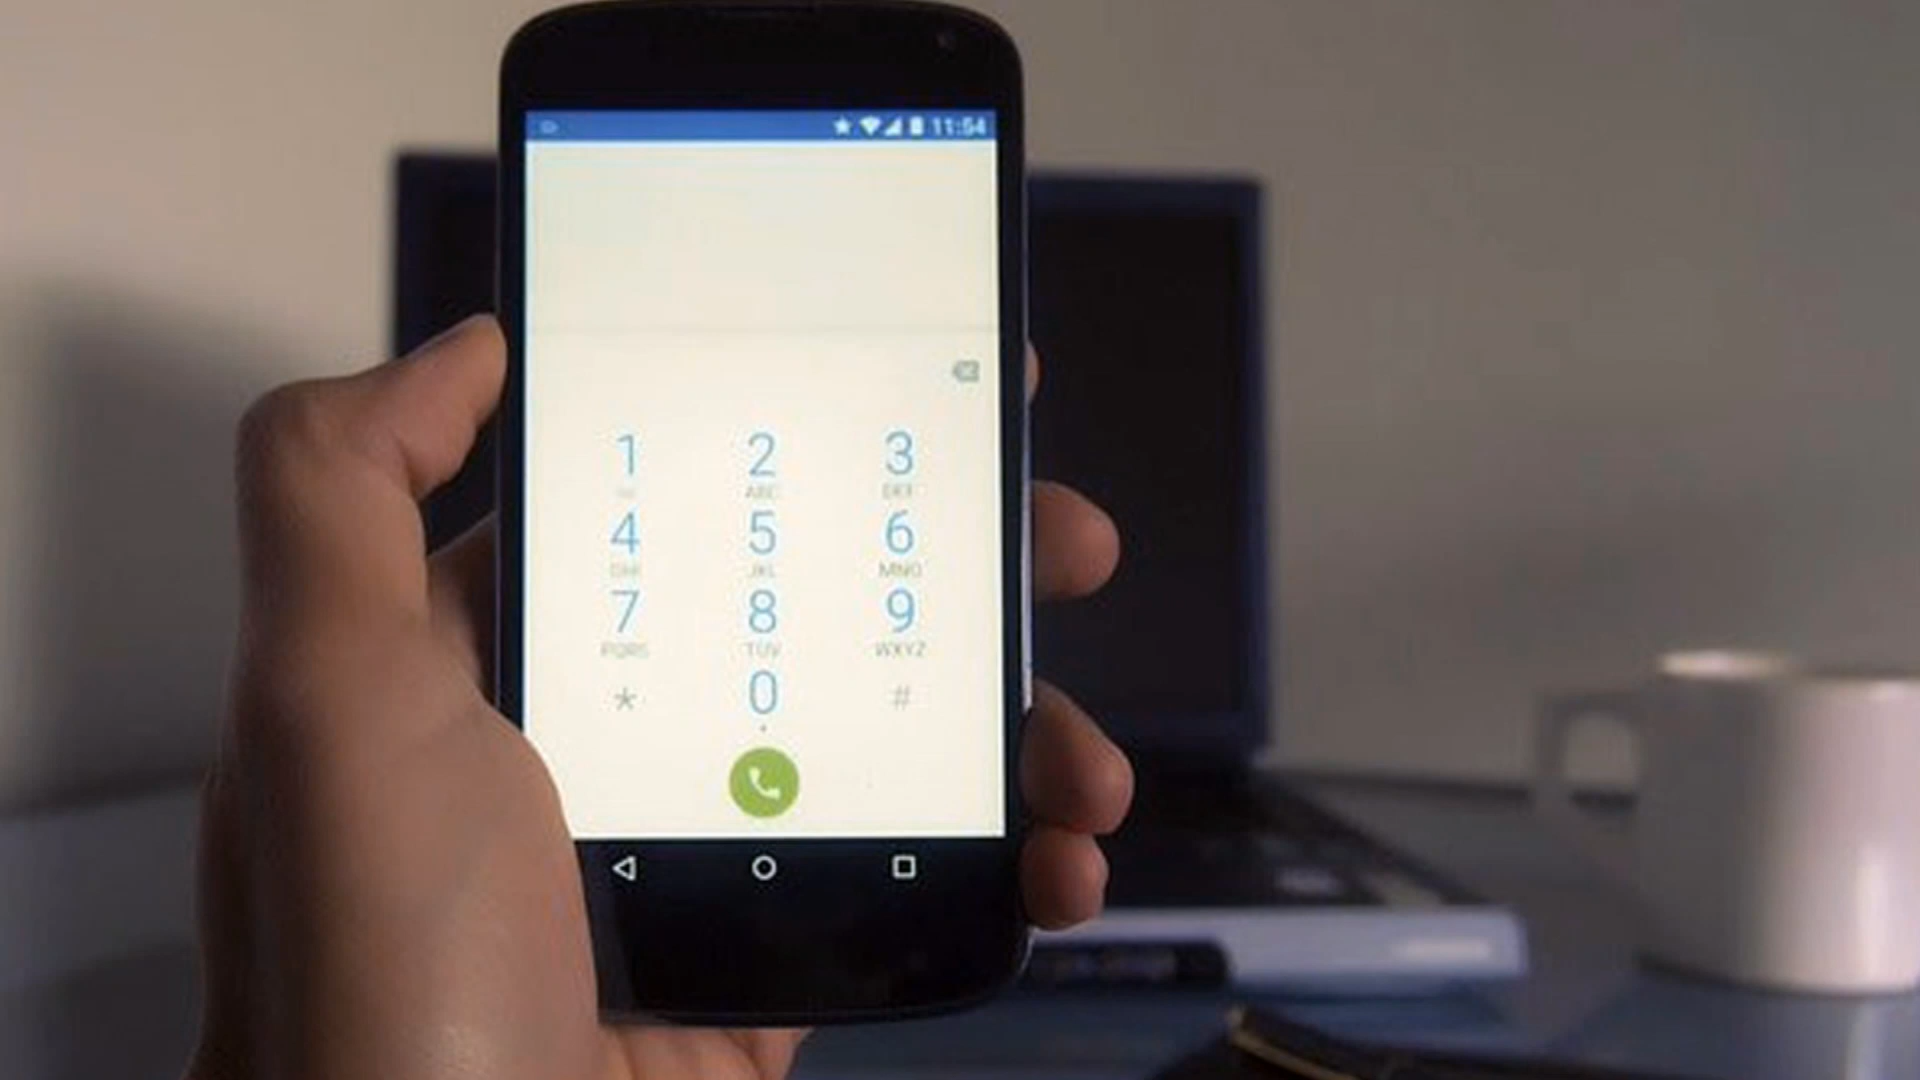 11:54
1 2 3
ABC DEF
4 5 6
GHI JKL MNO
7 8 9
PQRS TUV WXYZ
* 0 #